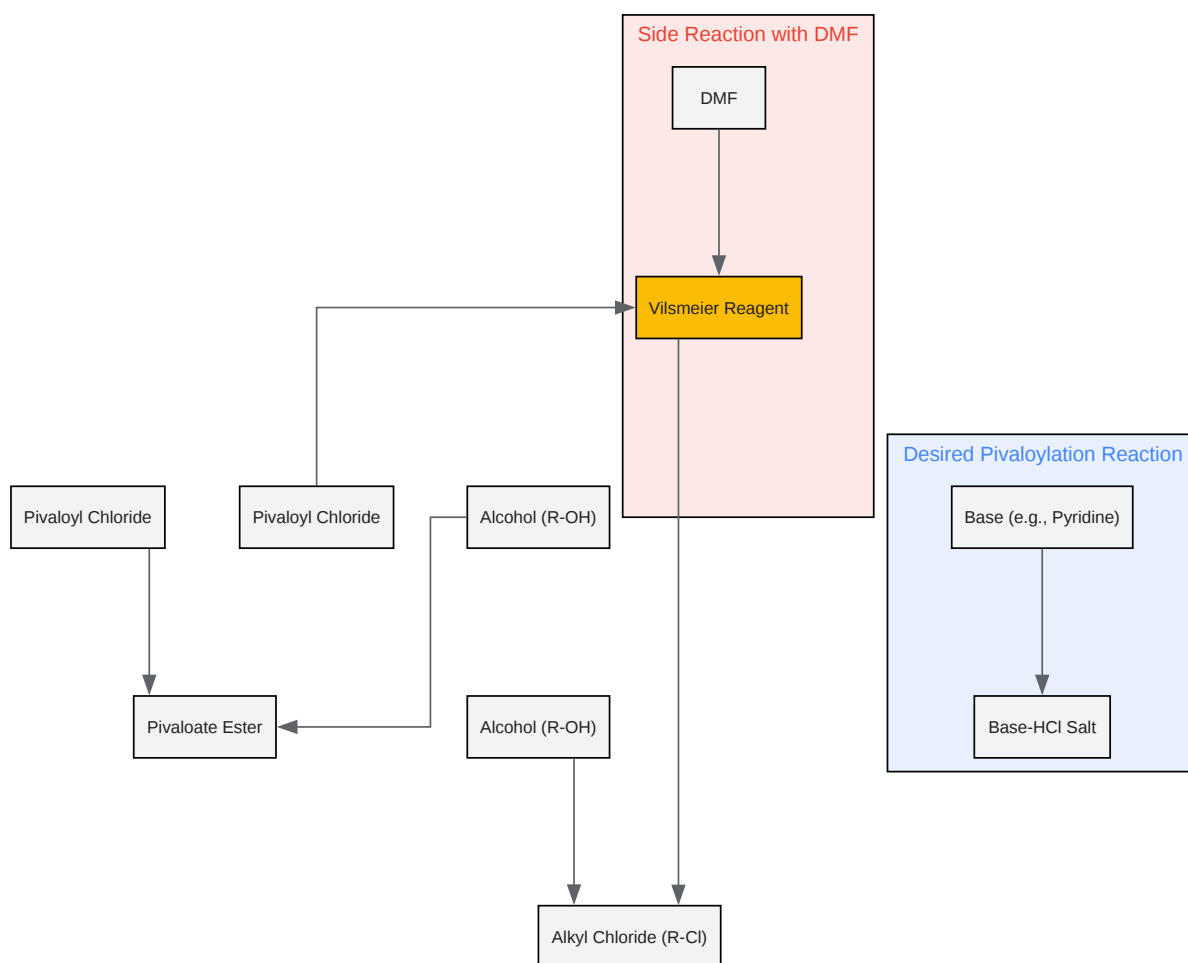 Side Reaction with DMF
DMF
Vilsmeier Reagent
Desired Pivaloylation Reaction
Pivaloyl Chloride
Pivaloyl Chloride
Alcohol (R-OH)
Base (e.g., Pyridine)
Pivaloate Ester
Alcohol (R-OH)
Base-HCl Salt
Alkyl Chloride (R-Cl)